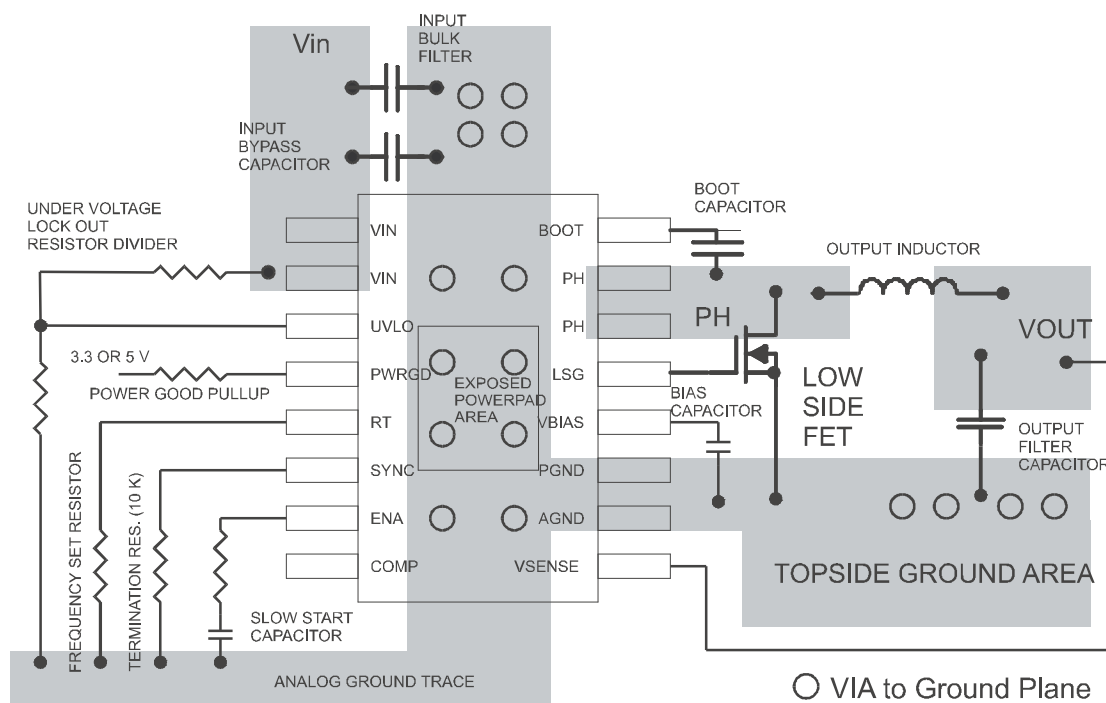 Vin
INPUT
BULK
FILTER
INPUT
BYPASS
CAPACITOR
UNDER VOLTAGE
LOCK OUT
RESISTOR DIVIDER
BOOT
CAPACITOR
OUTPUT INDUCTOR
VIN
VIN
UVLO
PWRGD
RT
SYNC
ENA
COMP
BOOT
PH
PH
LSG
VBIAS
PGND
AGND
VSENSE
EXPOSED
POWERPAD
AREA
3.3 OR 5 V
POWER GOOD PULLUP
PH
VOUT
BIAS
CAPACITOR
LOW
SIDE
FET
OUTPUT
FILTER
CAPACITOR
FREQUENCY SET RESISTOR
TERMINATION RES. (10 K)
SLOW START
CAPACITOR
TOPSIDE GROUND AREA
ANALOG GROUND TRACE
VIA to Ground Plane